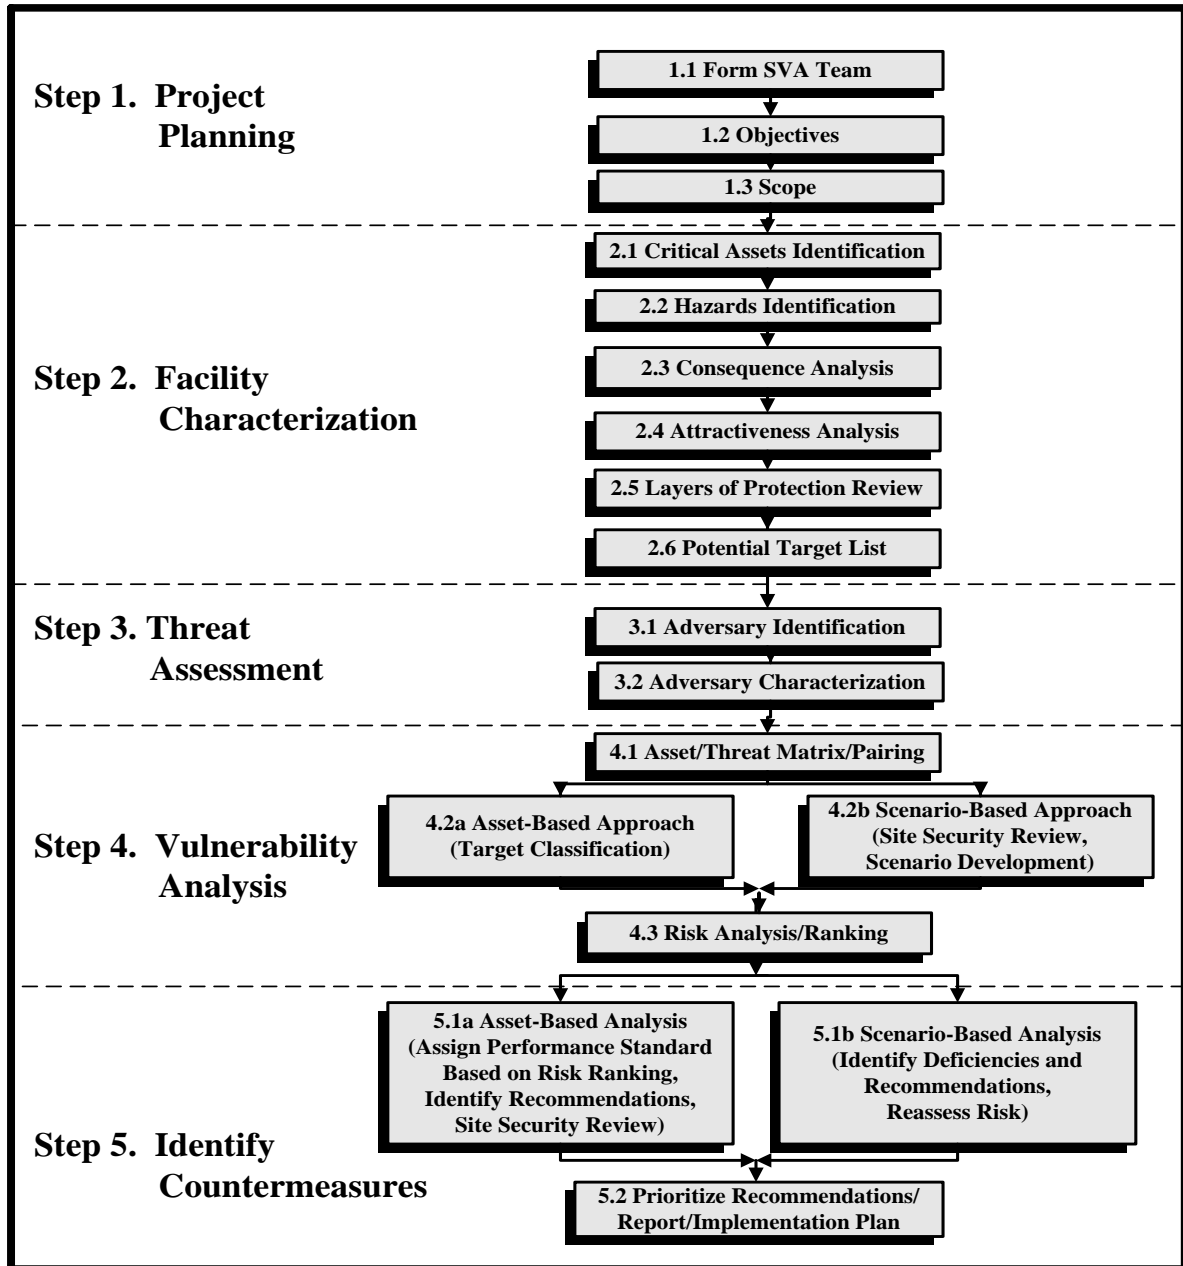 Step 1. Project
Planning
1.1 Form SVA Team
1.2 Objectives
1.3 Scope
Step 2. Facility
Characterization
2.1 Critical Assets Identification
2.2 Hazards Identification
2.3 Consequence Analysis
2.4 Attractiveness Analysis
2.5 Layers of Protection Review
2.6 Potential Target List
Step 3. Threat
Assessment
3.1 Adversary Identification
3.2 Adversary Characterization
Step 4. Vulnerability
Analysis
4.1 Asset/Threat Matrix/Pairing
4.2a Asset-Based Approach
(Target Classification)
4.2b Scenario-Based Approach
(Site Security Review,
Scenario Development)
4.3 Risk Analysis/Ranking
Step 5. Identify
Countermeasures
5.1a Asset-Based Analysis
(Assign Performance Standard
Based on Risk Ranking,
Identify Recommendations,
Site Security Review)
5.1b Scenario-Based Analysis
(Identify Deficiencies and
Recommendations,
Reassess Risk)
5.2 Prioritize Recommendations/
Report/Implementation Plan